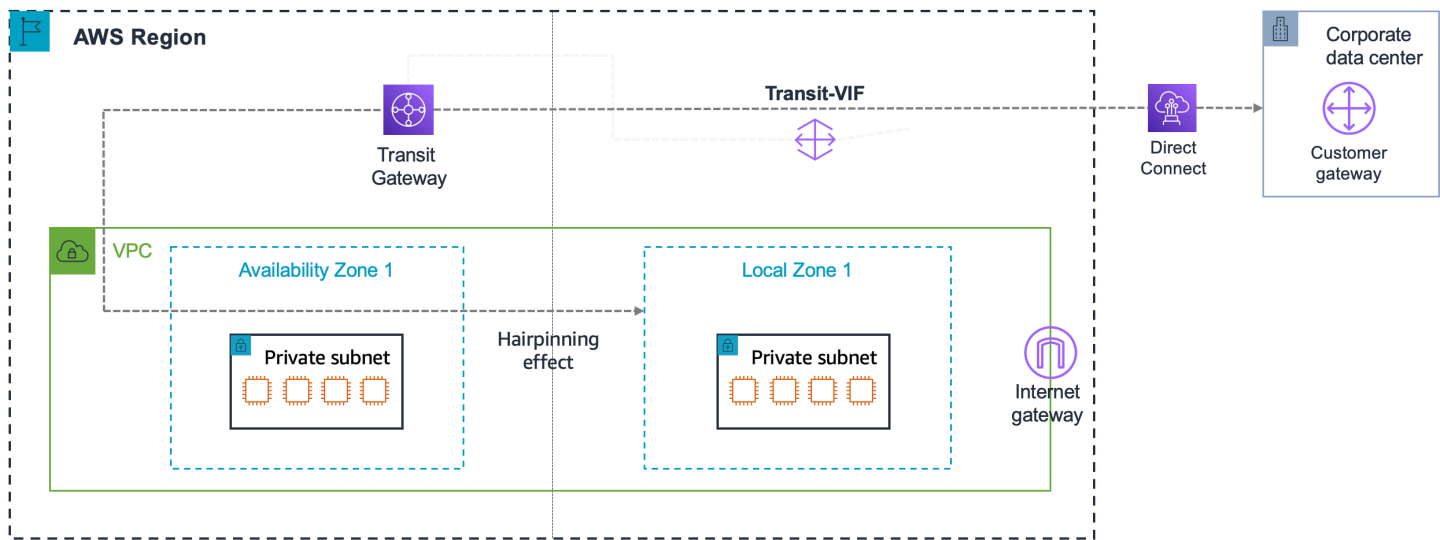 AWS Region
Corporate
data center
Transit-VIF
Transit
Gateway
Direct
Connect
Customer
gateway
VPC
Availability Zone 1
Local Zone 1
Hairpinning
effect
Private subnet
Private subnet
Internet
gateway